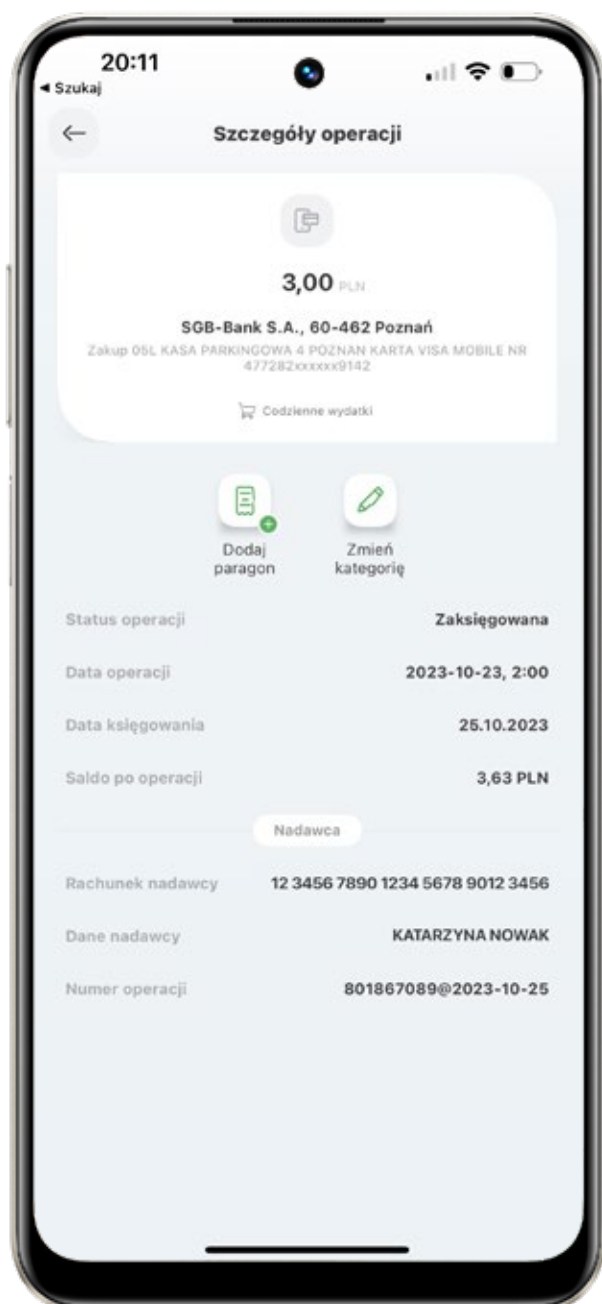 20:11
◀ Szukaj
Szczegóły operacji
3,00 PLN
SGB-Bank S.A., 60-462 Poznań
Zakup 05L KASA PARKINGOWA 4 POZNAN KARTA VISA MOBILE NR
477282xxxxxx9142
Codzienne wydatki
Dodaj
paragon
Zmień
kategorię
Status operacji Zaksięgowana
Data operacji 2023-10-23, 2:00
Data księgowania 25.10.2023
Saldo po operacji 3,63 PLN
Nadawca
Rachunek nadawcy 12 3456 7890 1234 5678 9012 3456
Dane nadawcy KATARZYNA NOWAK
Numer operacji 801867089@2023-10-25